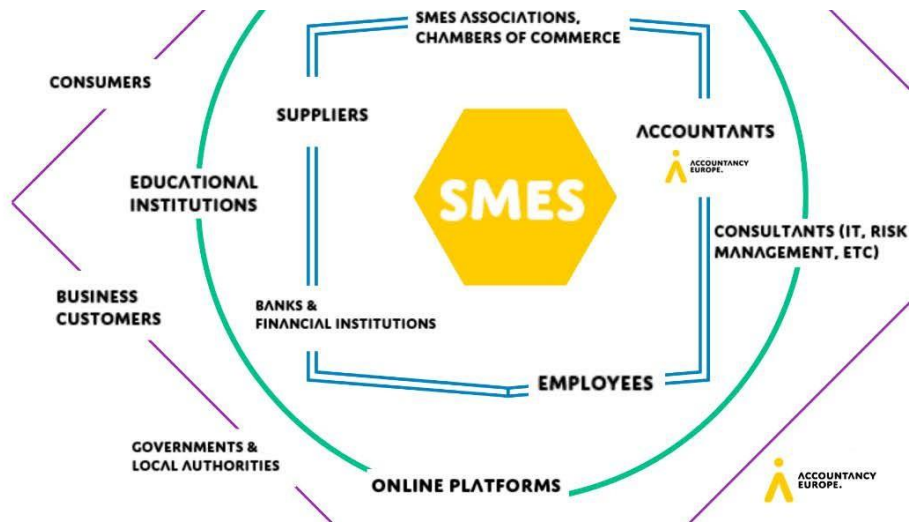 SMES ASSOCIATIONS,
CHAMBERS OF COMMERCE
CONSUMERS
SUPPLIERS
ACCOUNTANTS
ACCOUNTANCY
EUROPE.
EDUCATIONAL
INSTITUTIONS
SMES
CONSULTANTS (IT, RISK
MANAGEMENT, ETC)
BUSINESS
CUSTOMERS
BANKS &
FINANCIAL INSTITUTIONS
EMPLOYEES
GOVERNMENTS &
LOCAL AUTHORITIES
ONLINE PLATFORMS
ACCOUNTANCY
EUROPE.